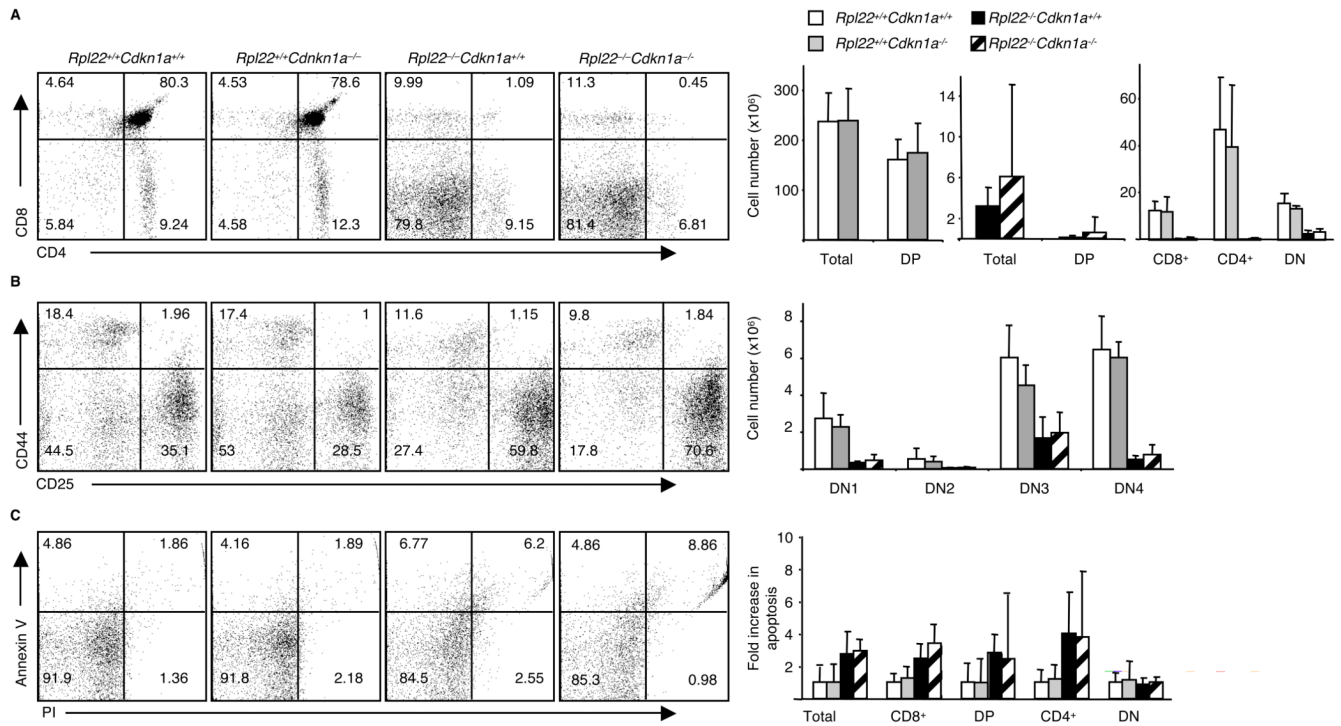 A
Rpl22+/+Cdkn1a+/+
Rpl22+/+Cdnkn1a–/–
Rpl22–/–Cdkn1a+/+
Rpl22–/–Cdkn1a–/–
4.64 80.3 4.53 78.6 9.99 1.09 11.3 0.45
5.84 9.24 4.58 12.3 79.8 9.15 81.4 6.81
CD8
CD4
Rpl22+/+Cdkn1a+/+
Rpl22-/-Cdkn1a+/+
Rpl22+/+Cdkn1a-/-
Rpl22-/-Cdkn1a-/-
Cell number (x10⁶)
300
200
100
Total DP
14
10
6
2
Total DP
60
40
20
CD8+ CD4+ DN
B
18.4 1.96 17.4 1 11.6 1.15 9.8 1.84
44.5 35.1 53 28.5 27.4 59.8 17.8 70.6
CD44
CD25
Cell number (x10⁶)
8
6
4
2
DN1 DN2 DN3 DN4
C
4.86 1.86 4.16 1.89 6.77 6.2 4.86 8.86
91.9 1.36 91.8 2.18 84.5 2.55 85.3 0.98
Annexin V
PI
Fold increase in
apoptosis
10
8
6
4
2
Total CD8+ DP CD4+ DN